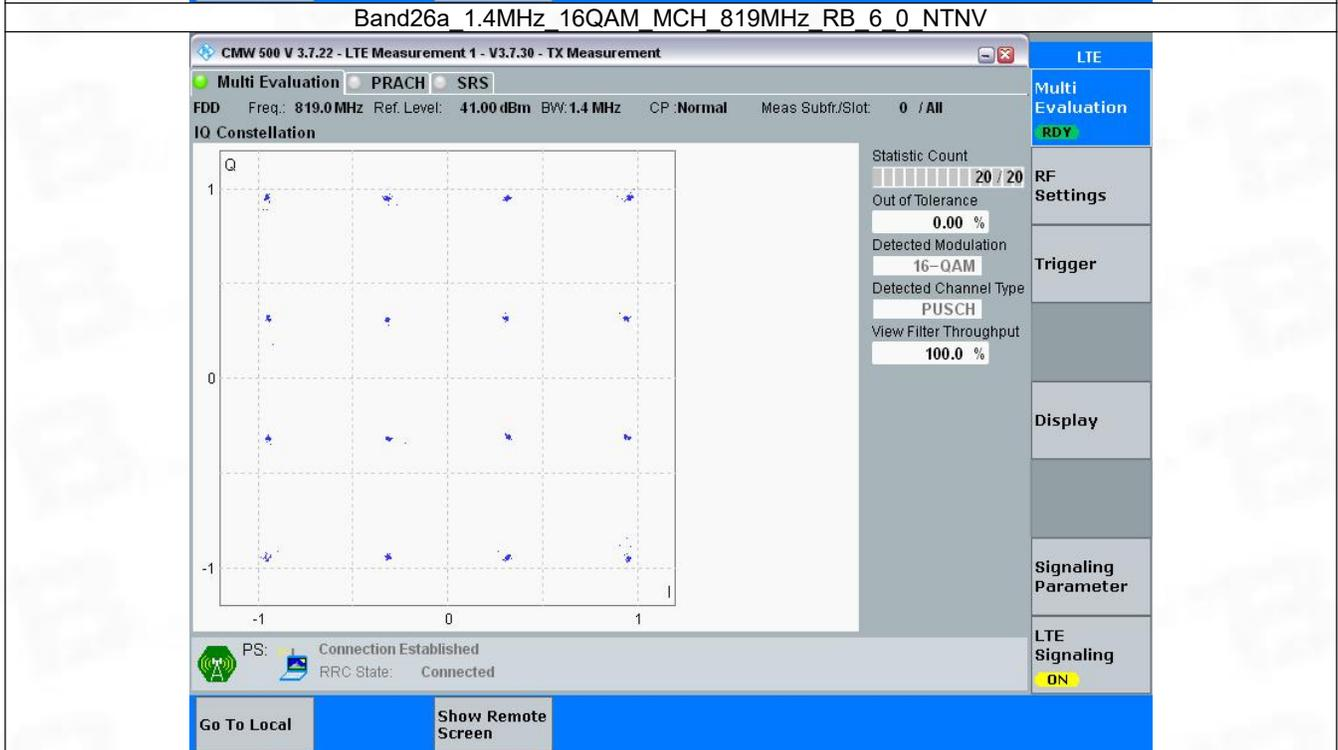 Band26a_1.4MHz_16QAM_MCH_819MHz_RB_6_0_NTNV
CMW 500 V 3.7.22 - LTE Measurement 1 - V3.7.30 - TX Measurement
LTE
Multi Evaluation PRACH SRS
FDD Freq.: 819.0 MHz Ref. Level: 41.00 dBm BW: 1.4 MHz CP :Normal Meas Subfr./Slot: 0 / All
IQ Constellation
Q
1
0
-1
I
-1 0 1
Statistic Count
20 / 20
Out of Tolerance
0.00 %
Detected Modulation
16-QAM
Detected Channel Type
PUSCH
View Filter Throughput
100.0 %
Multi
Evaluation
RDY
RF
Settings
Trigger
Display
Signaling
Parameter
LTE
Signaling
ON
PS: Connection Established
RRC State: Connected
Go To Local
Show Remote
Screen